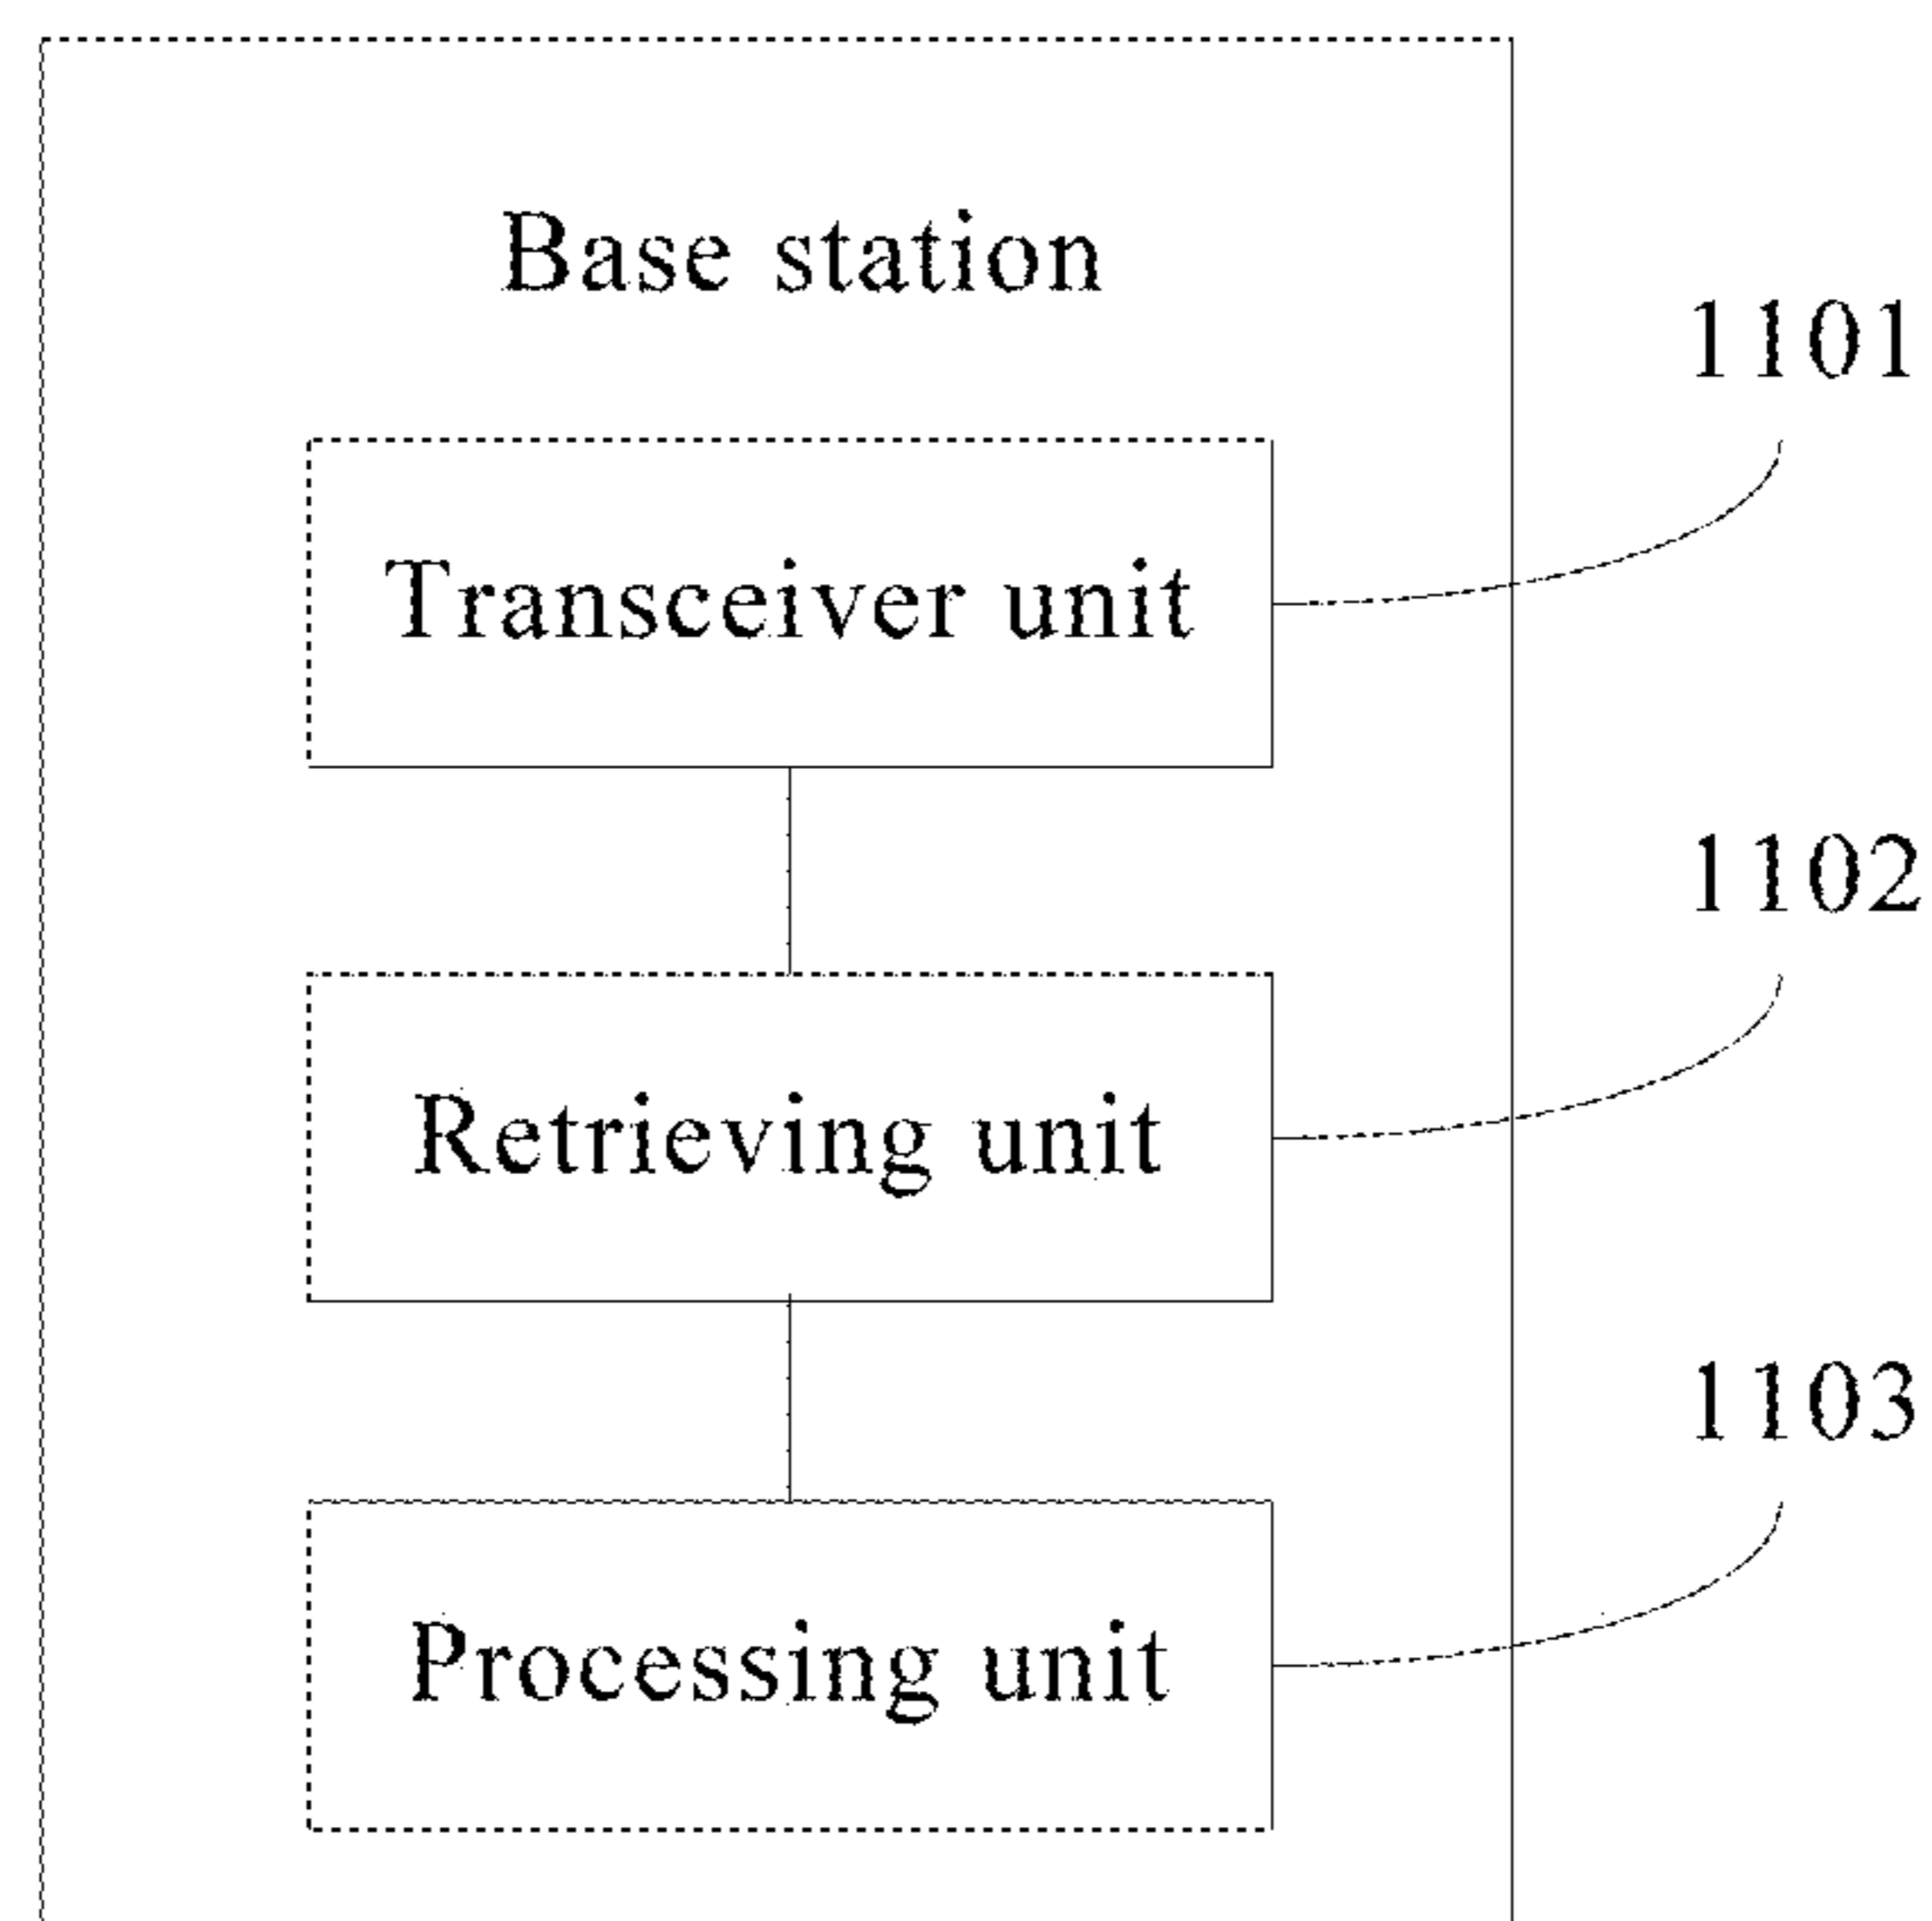 Base station
1101
Transceiver unit
1102
Retrieving unit
1103
Processing unit